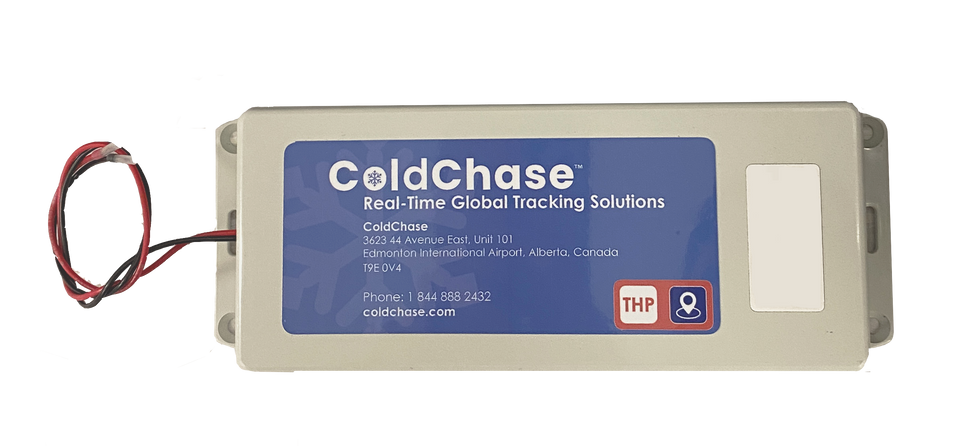 ColdChase™
Real-Time Global Tracking Solutions
ColdChase
3623 44 Avenue East, Unit 101
Edmonton International Airport, Alberta, Canada
T9E 0V4
Phone: 1 844 888 2432
coldchase.com
THP